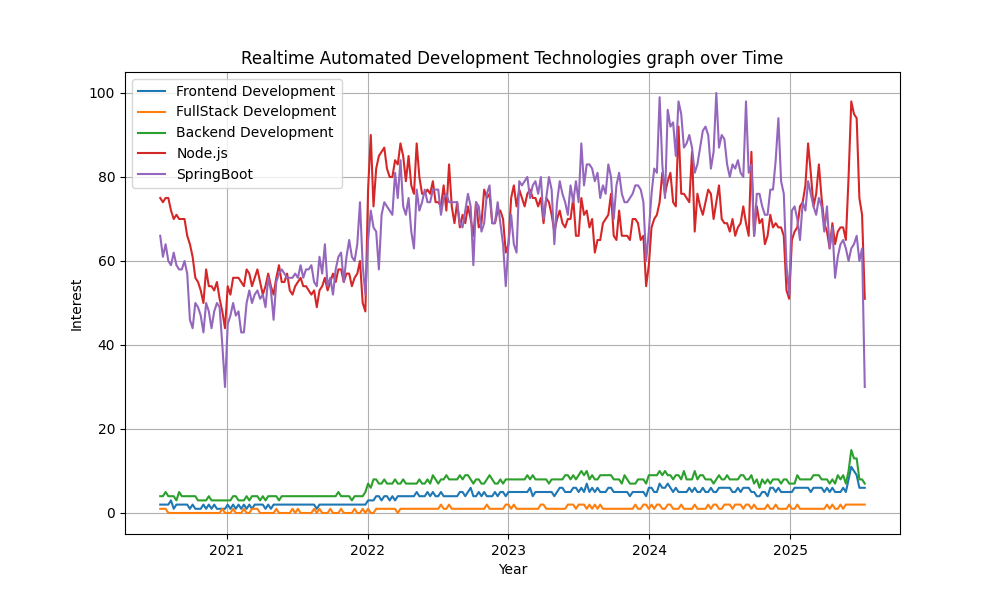 Realtime Automated Development Technologies graph over Time
Frontend Development
FullStack Development
Backend Development
Node.js
SpringBoot
100
80
60
40
20
0
Interest
2021
2022
2023
2024
2025
Year